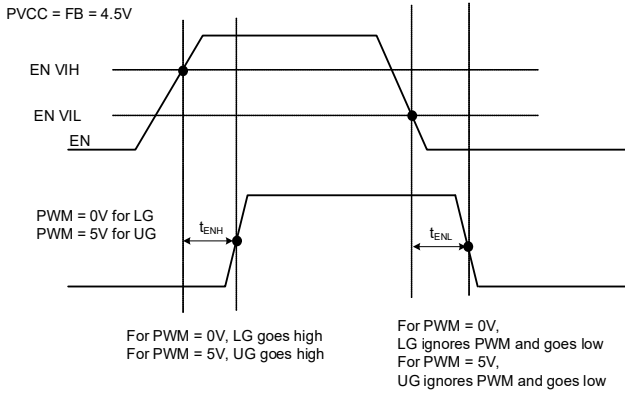 PVCC = FB = 4.5V
EN VIH
EN VIL
EN
PWM = 0V for LG
PWM = 5V for UG
tENH
tENL
For PWM = 0V, LG goes high
For PWM = 5V, UG goes high
For PWM = 0V,
LG ignores PWM and goes low
For PWM = 5V,
UG ignores PWM and goes low